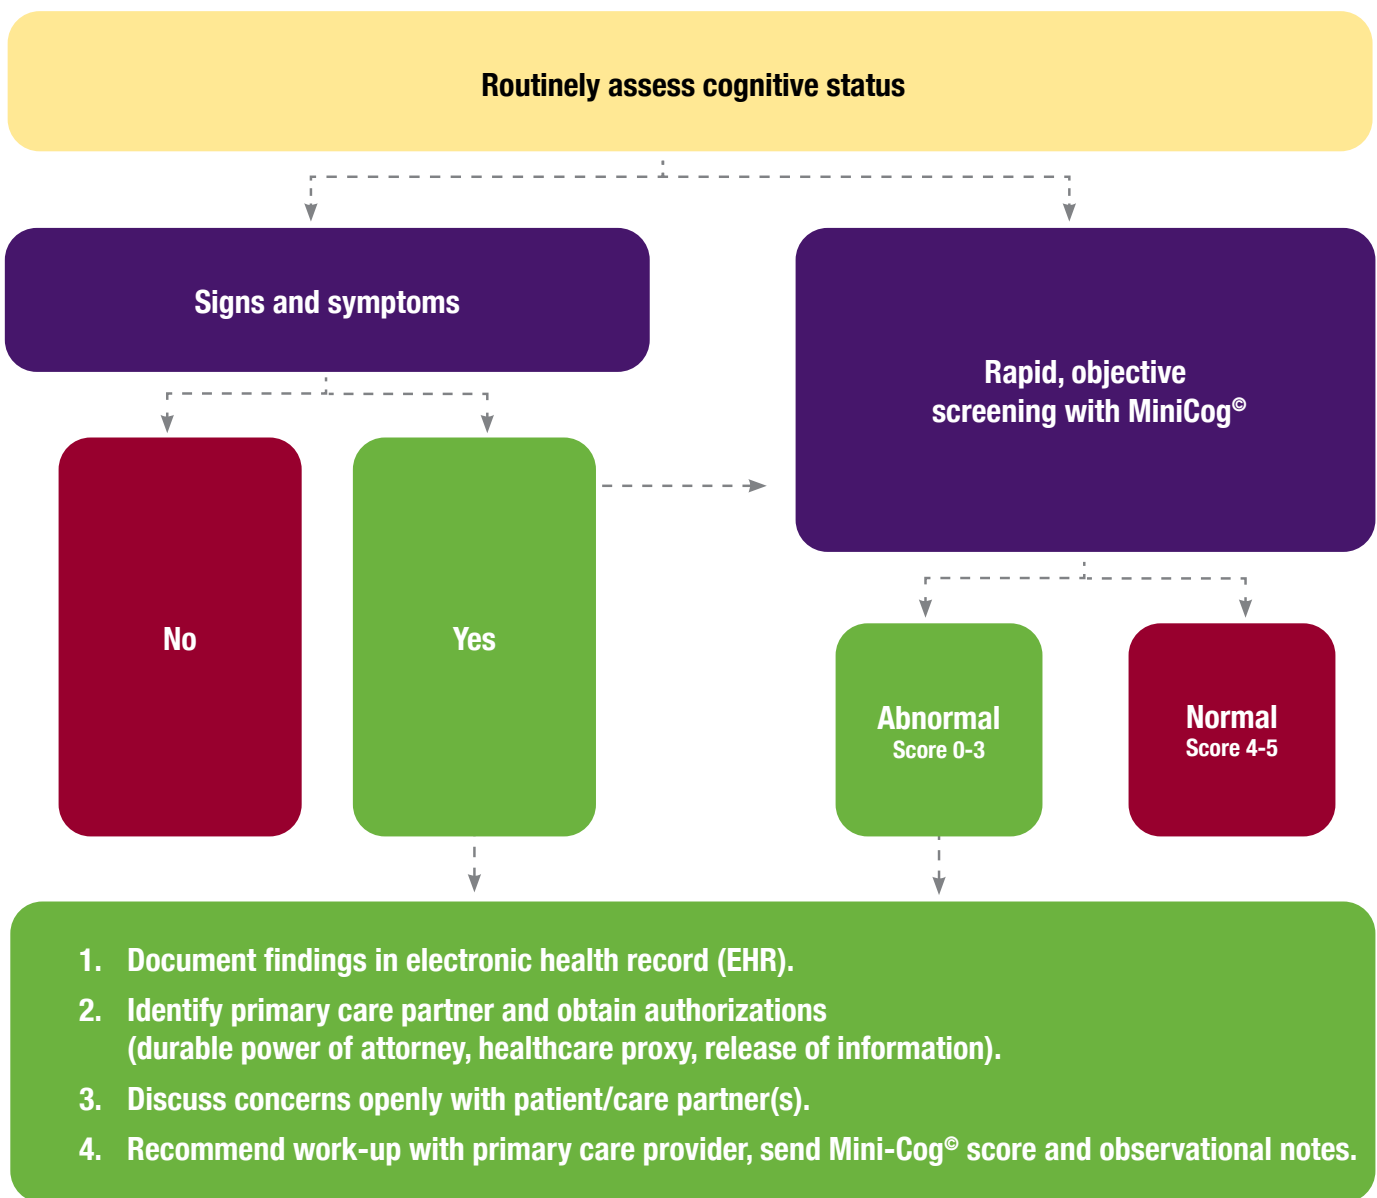 Routinely assess cognitive status
Signs and symptoms
Rapid, objective
screening with MiniCog©
No
Yes
Abnormal
Score 0-3
Normal
Score 4-5
1. Document findings in electronic health record (EHR).
2. Identify primary care partner and obtain authorizations
(durable power of attorney, healthcare proxy, release of information).
3. Discuss concerns openly with patient/care partner(s).
4. Recommend work-up with primary care provider, send Mini-Cog© score and observational notes.